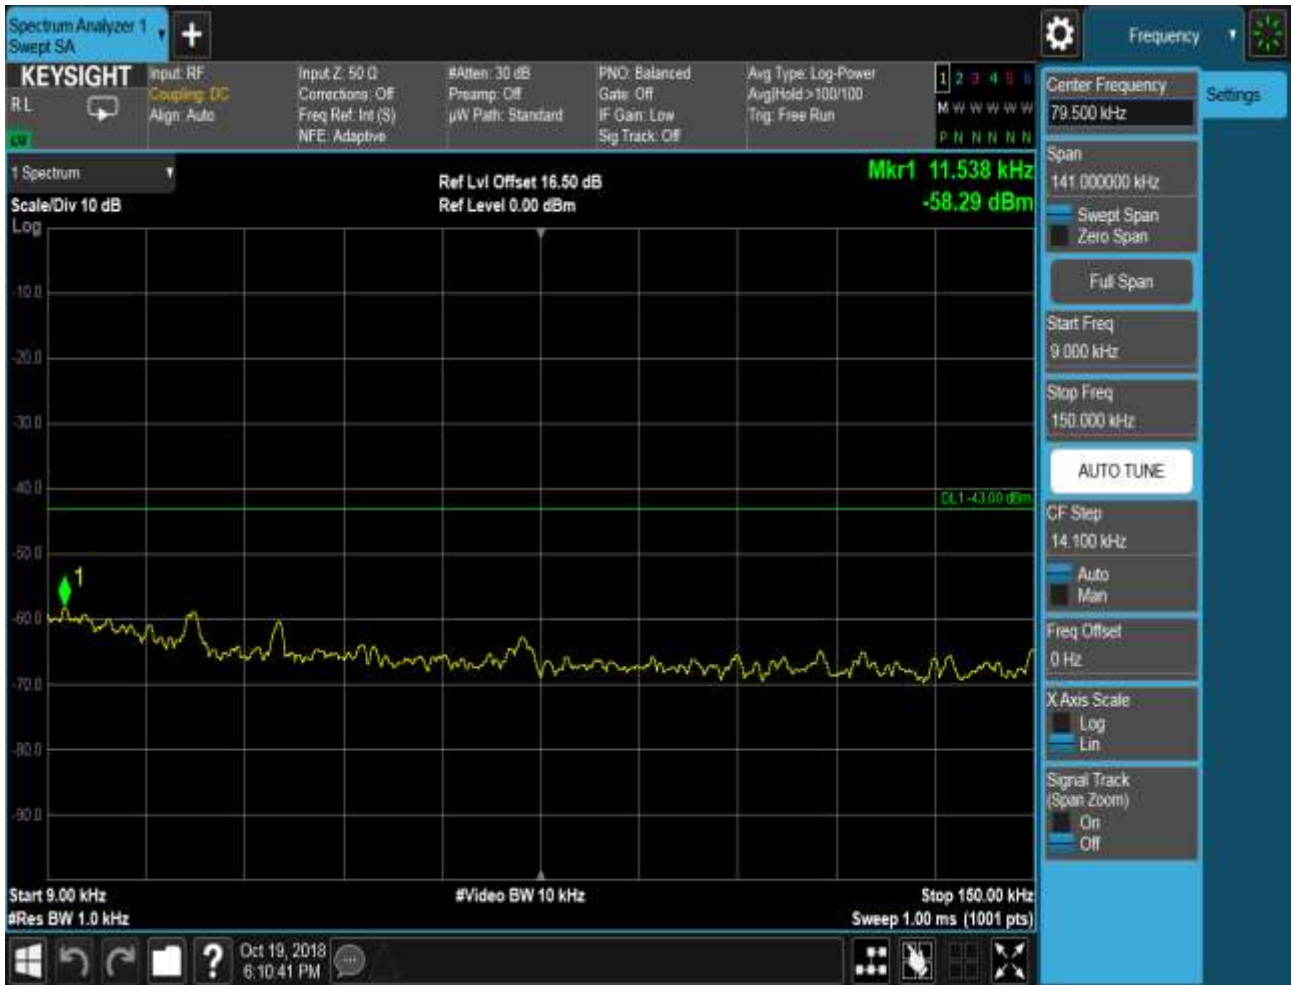 Spectrum Analyzer 1
Swept SA
Frequency
KEYSIGHT
RL
LXI
Input: RF
Coupling: DC
Align: Auto
Input Z: 50 Ω
Corrections: Off
Freq Ref: Int (S)
NFE: Adaptive
#Atten: 30 dB
Preamp: Off
µW Path: Standard
PNO: Balanced
Gate: Off
IF Gain: Low
Sig Track: Off
Avg Type: Log-Power
Avg|Hold:>100/100
Trig: Free Run
1 2 3 4 5 6
M W W W W W
P N N N N N
Center Frequency
79.500 kHz
Settings
Span
141.000000 kHz
Swept Span
Zero Span
Full Span
Start Freq
9.000 kHz
Stop Freq
150.000 kHz
AUTO TUNE
CF Step
14.100 kHz
Auto
Man
Freq Offset
0 Hz
X Axis Scale
Log
Lin
Signal Track
(Span Zoom)
On
Off
1 Spectrum
Scale/Div 10 dB
Log
Ref Lvl Offset 16.50 dB
Ref Level 0.00 dBm
Mkr1 11.538 kHz
-58.29 dBm
-10.0
-20.0
-30.0
-40.0
DL1 -43.00 dBm
-50.0
1
-60.0
-70.0
-80.0
-90.0
Start 9.00 kHz
#Video BW 10 kHz
Stop 150.00 kHz
#Res BW 1.0 kHz
Sweep 1.00 ms (1001 pts)
?
Oct 19, 2018
6:10:41 PM